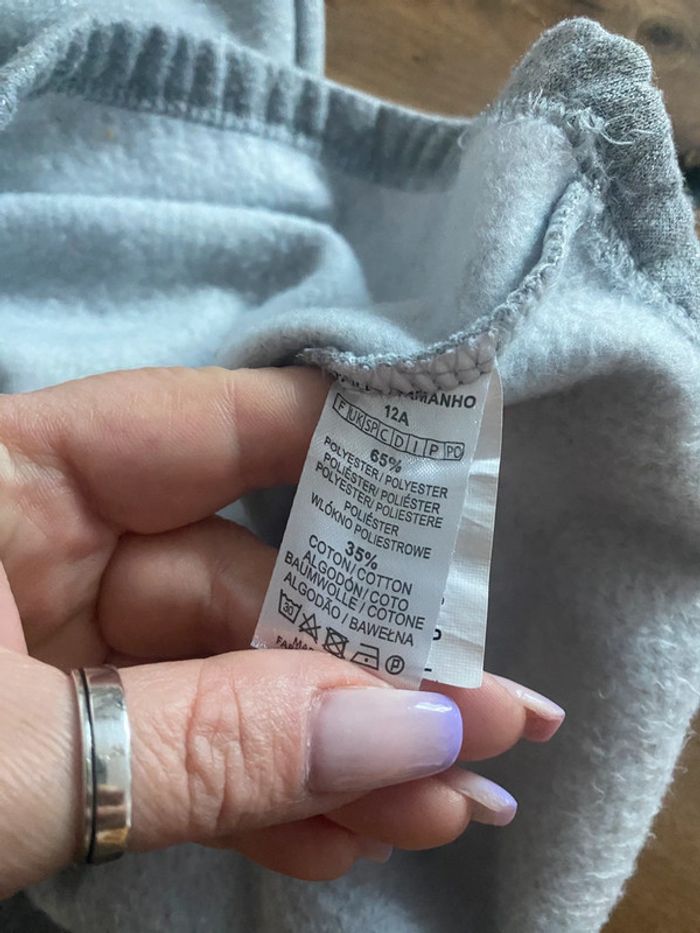 TAMANHO
12A
F UK SP C D I P PO
65%
POLYESTER/POLYESTER
POLIÉSTER/POLIÉSTER
POLYESTER/POLIESTERE
POLIÉSTER
WLÓKNO POLIESTROWE
35%
COTON/COTTON
ALGODÓN/COTO
BAUMWOLLE/COTONE
ALGODÃO/BAWEŁNA
30 P